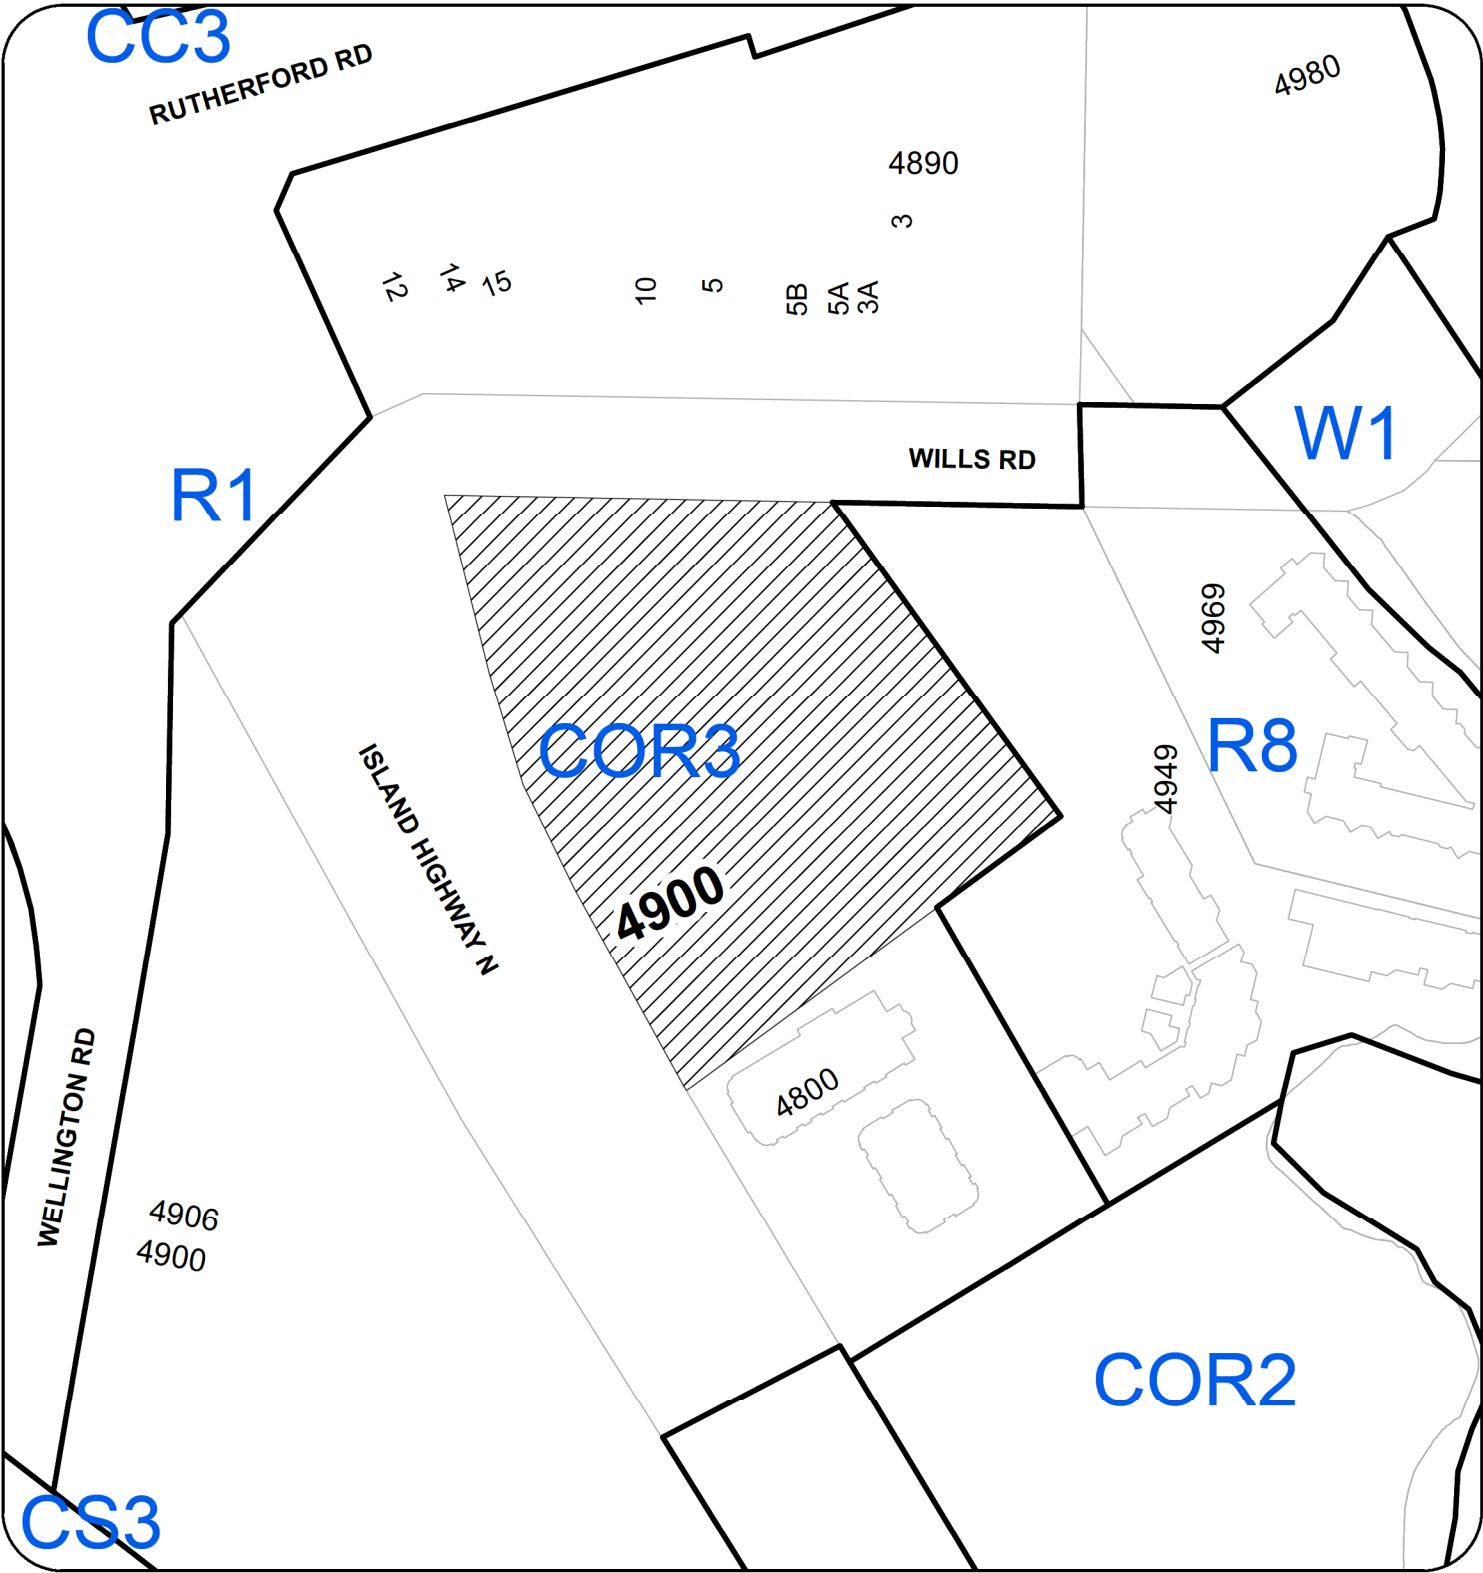 CC3
RUTHERFORD RD
4980
4890
3
12
14
15
10
5
5B
5A
3A
W1
WILLS RD
R1
4969
R8
COR3
4949
ISLAND HIGHWAY N
4900
4800
WELLINGTON RD
4906
4900
COR2
CS3